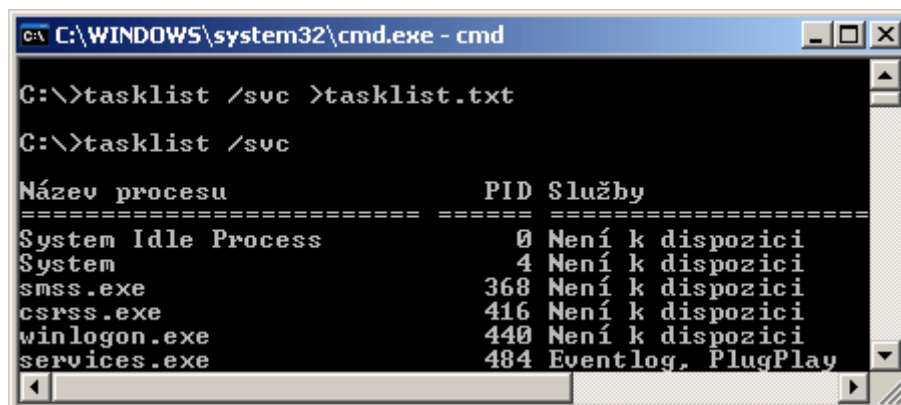 C:\WINDOWS\system32\cmd.exe - cmd
C:\>tasklist /svc >tasklist.txt
C:\>tasklist /svc
Název procesu PID Služby
========================= ====== ====================
System Idle Process 0 Není k dispozici
System 4 Není k dispozici
smss.exe 368 Není k dispozici
csrss.exe 416 Není k dispozici
winlogon.exe 440 Není k dispozici
services.exe 484 Eventlog, PlugPlay